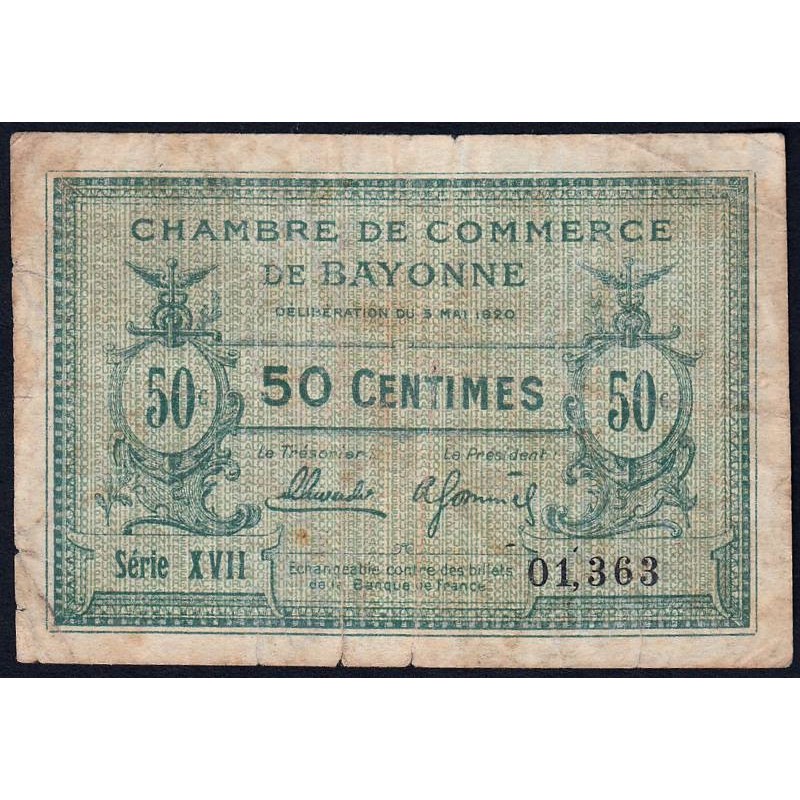 CHAMBRE DE COMMERCE
DE BAYONNE
DÉLIBÉRATION DU 5 MAI 1920
50c
50 CENTIMES
50c
Le Trésorier,
Le Président,
Série XVII
Echangeable contre des billets
de la Banque de France.
01,363